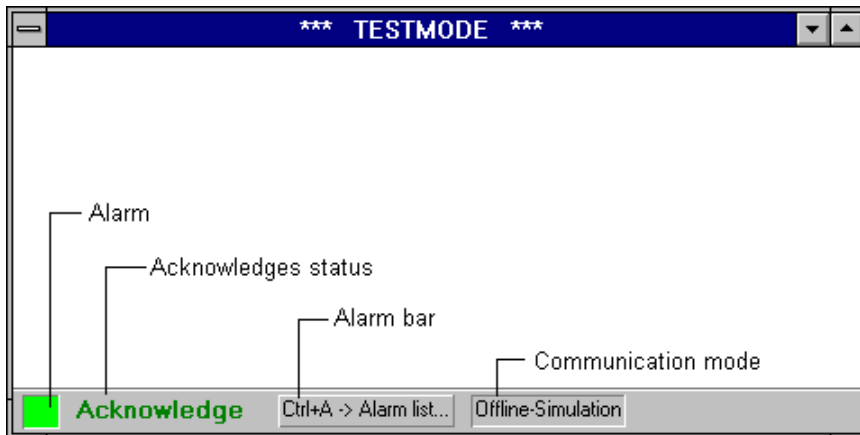 *** TESTMODE ***
Alarm
Acknowledges status
Alarm bar
Communication mode
Acknowledge Ctrl+A -> Alarm list... Offline-Simulation